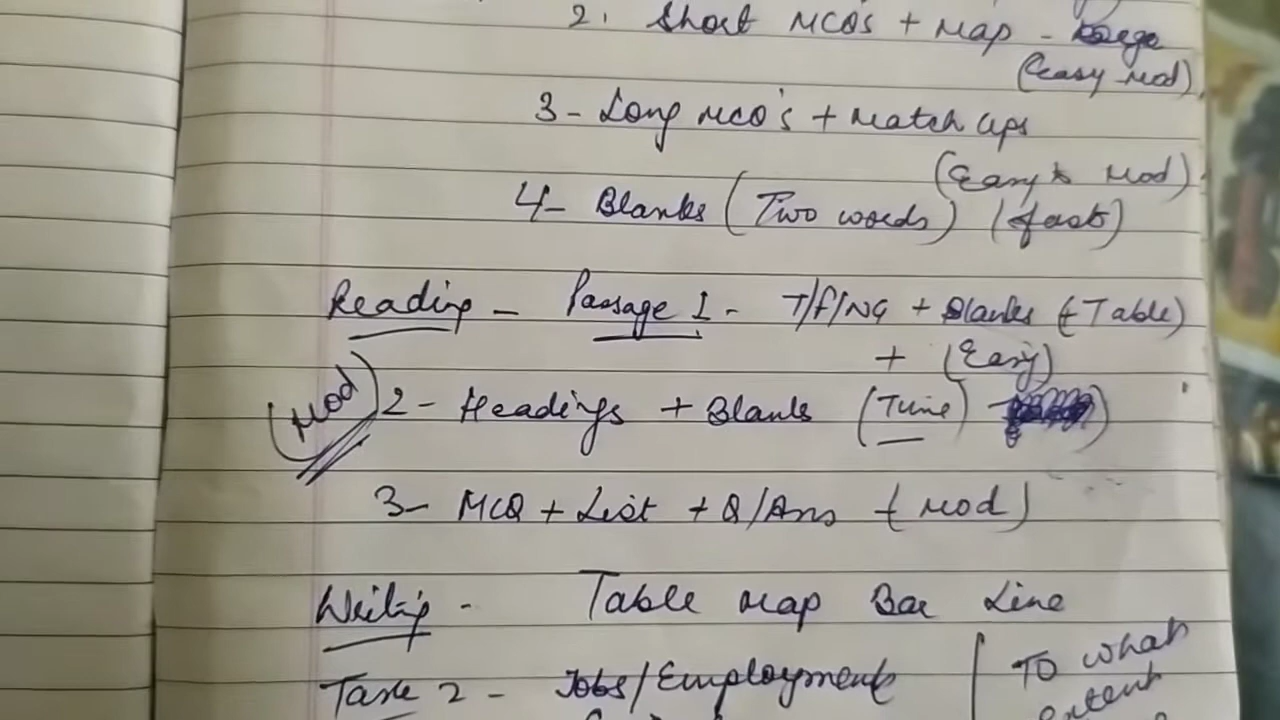 2. Short MCQs + Map -
(easy Mod)
3- Long MCQ's + Match ups
(Easy to Mod)
4- Blanks (Two words) (fast)
Reading - Passage 1 - T/F/NG + Blanks (Table)
+ (Easy)
(Mod) 2- Headings + Blanks (Time)
3- MCQ + List + Q/Ans (Mod)
Writing - Table Map Bar Line
Task 2 - Jobs/Employment
To what
extent